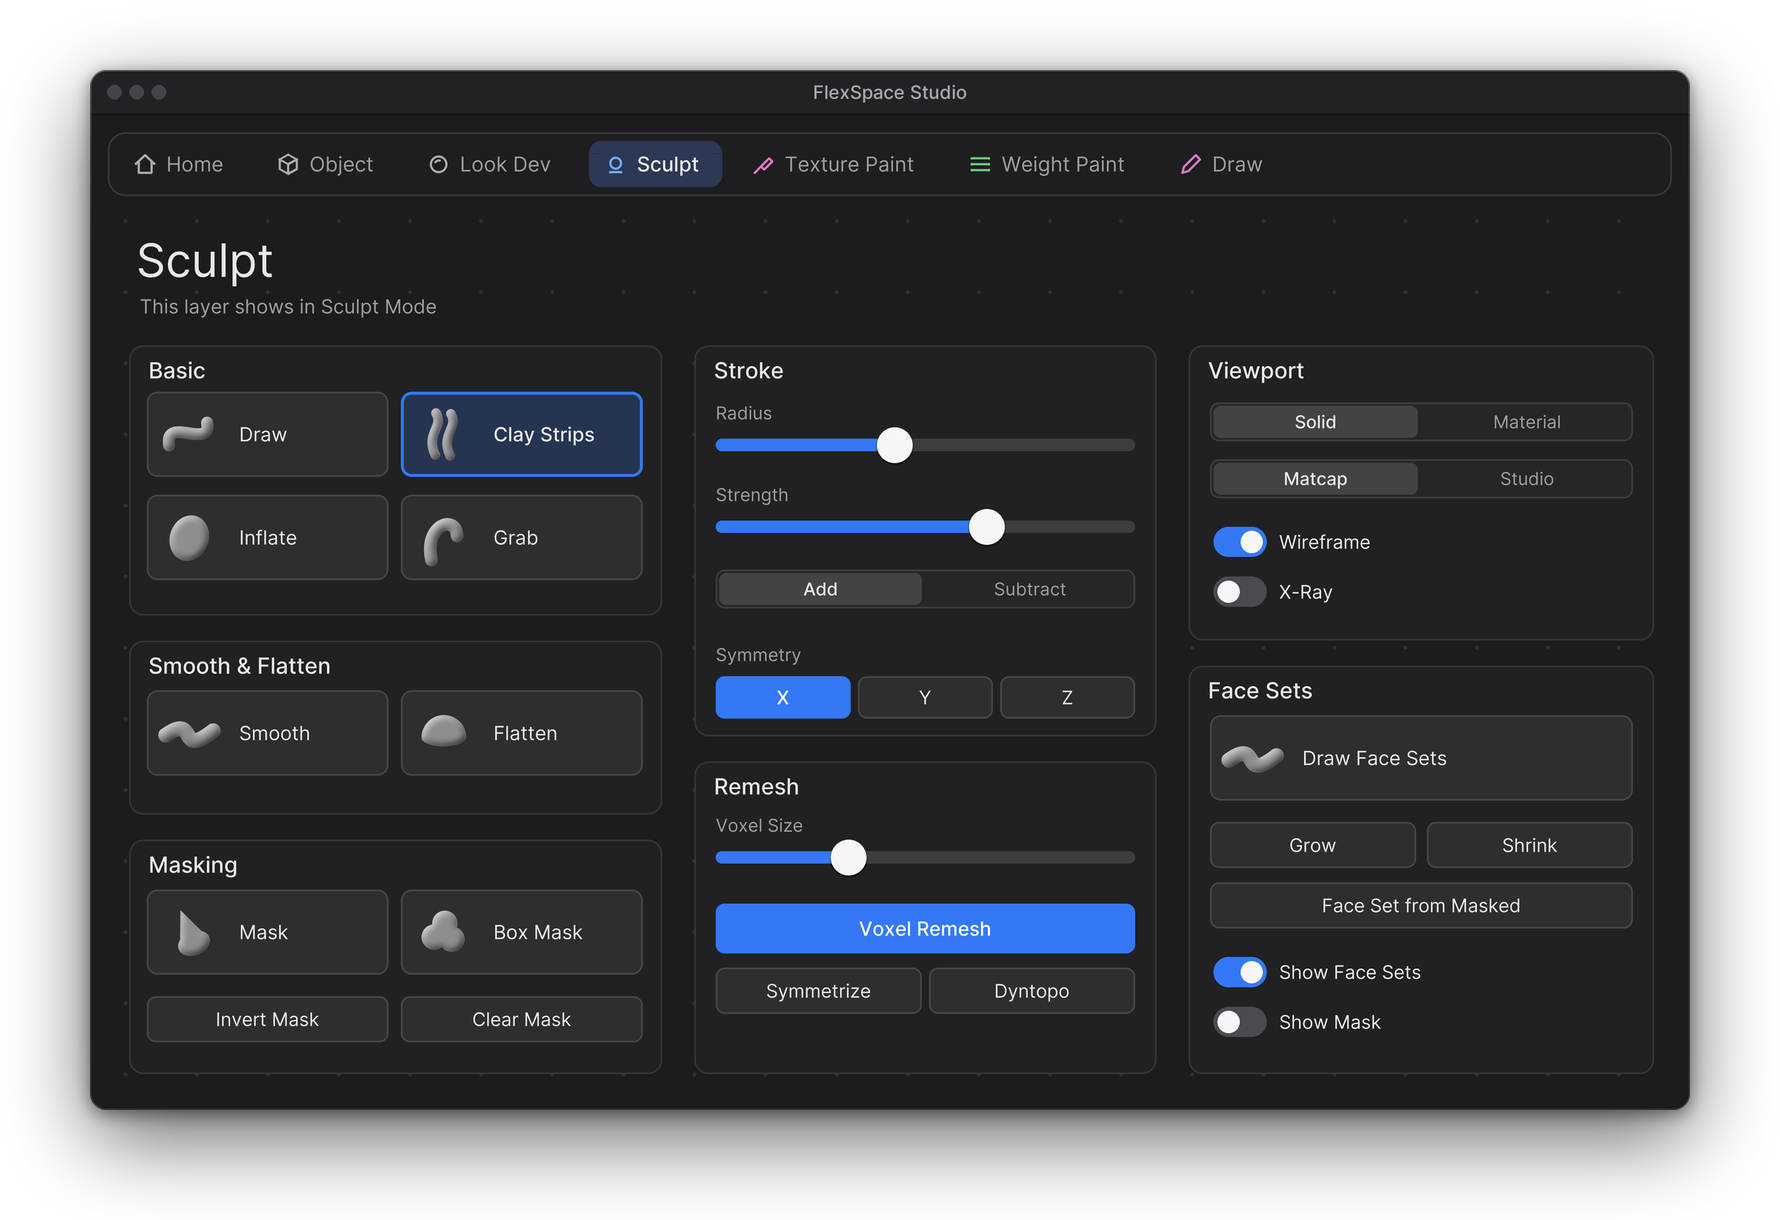 FlexSpace Studio
Home
Object
Look Dev
Sculpt
Texture Paint
Weight Paint
Draw
Sculpt
This layer shows in Sculpt Mode
Basic
Draw
Clay Strips
Inflate
Grab
Smooth & Flatten
Smooth
Flatten
Masking
Mask
Box Mask
Invert Mask
Clear Mask
Stroke
Radius
Strength
Add
Subtract
Symmetry
X
Y
Z
Remesh
Voxel Size
Voxel Remesh
Symmetrize
Dyntopo
Viewport
Solid
Material
Matcap
Studio
Wireframe
X-Ray
Face Sets
Draw Face Sets
Grow
Shrink
Face Set from Masked
Show Face Sets
Show Mask